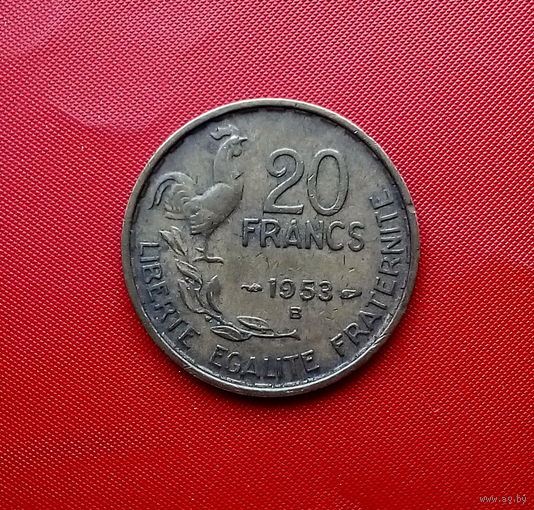 20
FRANCS
1953
B
LIBERTE EGALITE FRATERNITE
www.ay.by